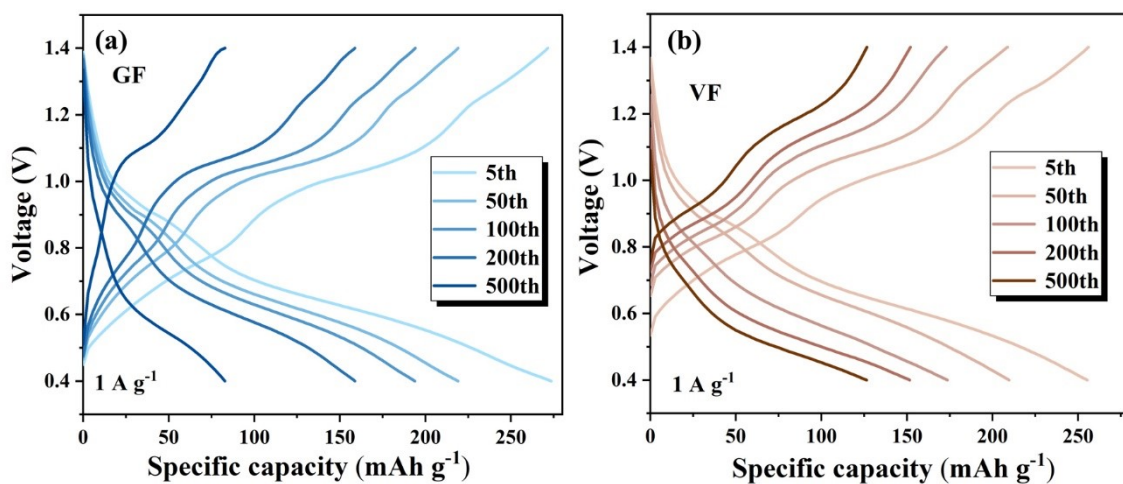 (a)
GF
Voltage (V)
1.4
1.2
1.0
0.8
0.6
0.4
5th
50th
100th
200th
500th
1 A g⁻¹
0 50 100 150 200 250
Specific capacity (mAh g⁻¹)
(b)
VF
Voltage (V)
1.4
1.2
1.0
0.8
0.6
0.4
5th
50th
100th
200th
500th
1 A g⁻¹
0 50 100 150 200 250
Specific capacity (mAh g⁻¹)